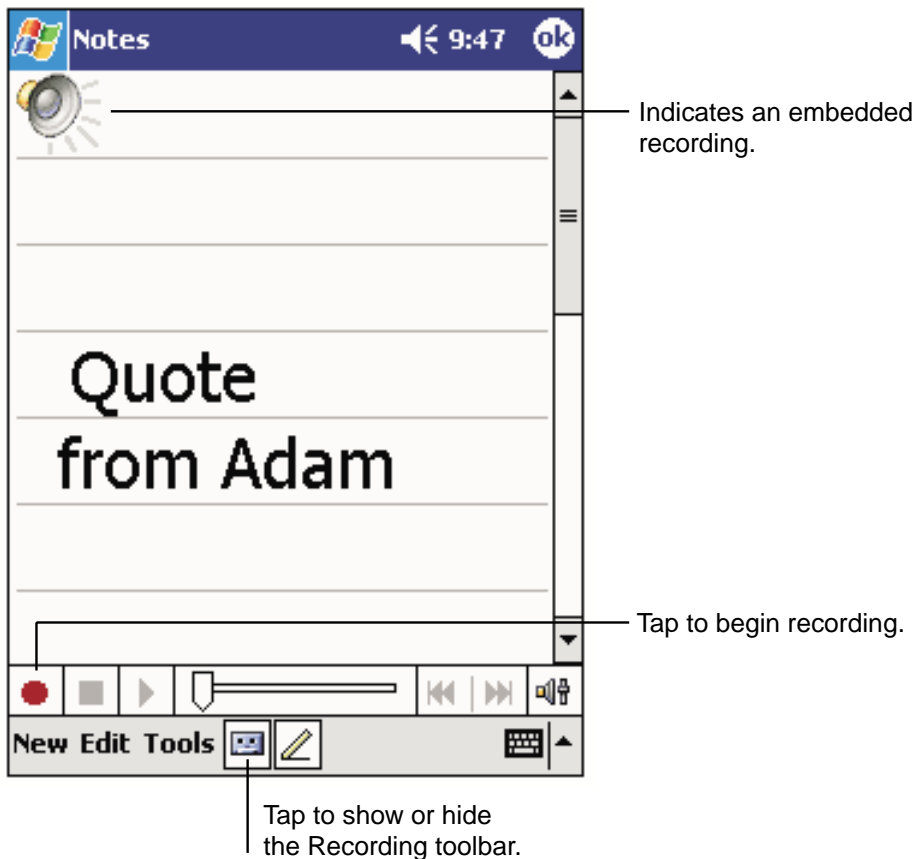 Notes 9:47 ok
Indicates an embedded
recording.
Quote
from Adam
Tap to begin recording.
New Edit Tools
Tap to show or hide
the Recording toolbar.